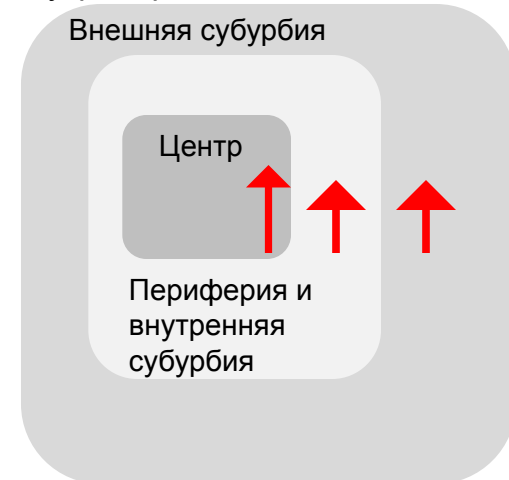 Внешняя субурбия
Центр
Периферия и
внутренняя
субурбия